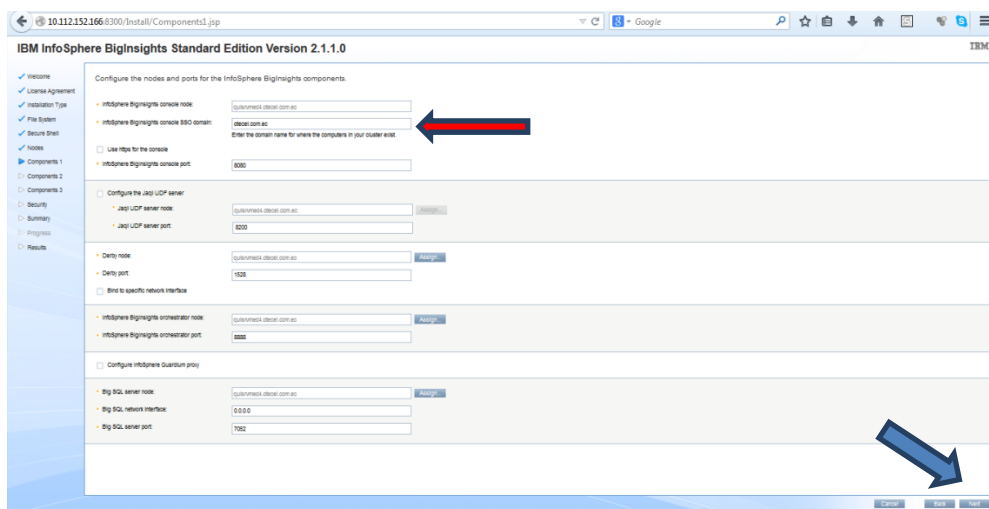 10.112.152.166:8300/Install/Components1.jsp
Google
IBM InfoSphere BigInsights Standard Edition Version 2.1.1.0
IBM
Welcome
License Agreement
Installation Type
File System
Secure Shell
Nodes
Components 1
Components 2
Components 3
Security
Summary
Progress
Results
Configure the nodes and ports for the InfoSphere BigInsights components.
InfoSphere BigInsights console node:
InfoSphere BigInsights console SSO domain:
otecel.com.ec
Enter the domain name for where the computers in your cluster exist.
Use https for the console
InfoSphere BigInsights console port:
8080
Configure the Jaql UDF server
Jaql UDF server node:
Assign...
Jaql UDF server port:
8200
Derby node:
Assign...
Derby port:
1528
Bind to specific network interface
InfoSphere BigInsights orchestrator node:
Assign...
InfoSphere BigInsights orchestrator port:
8888
Configure InfoSphere Guardium proxy
Big SQL server node:
Assign...
Big SQL network interface:
0.0.0.0
Big SQL server port:
7052
Cancel
Back
Next